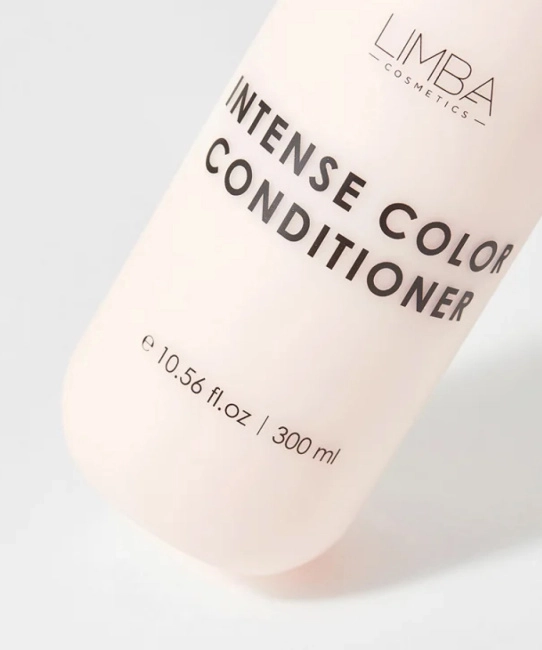 LIMBA
— COSMETICS —
INTENSE COLOR
CONDITIONER
℮ 10.56 fl.oz | 300 ml